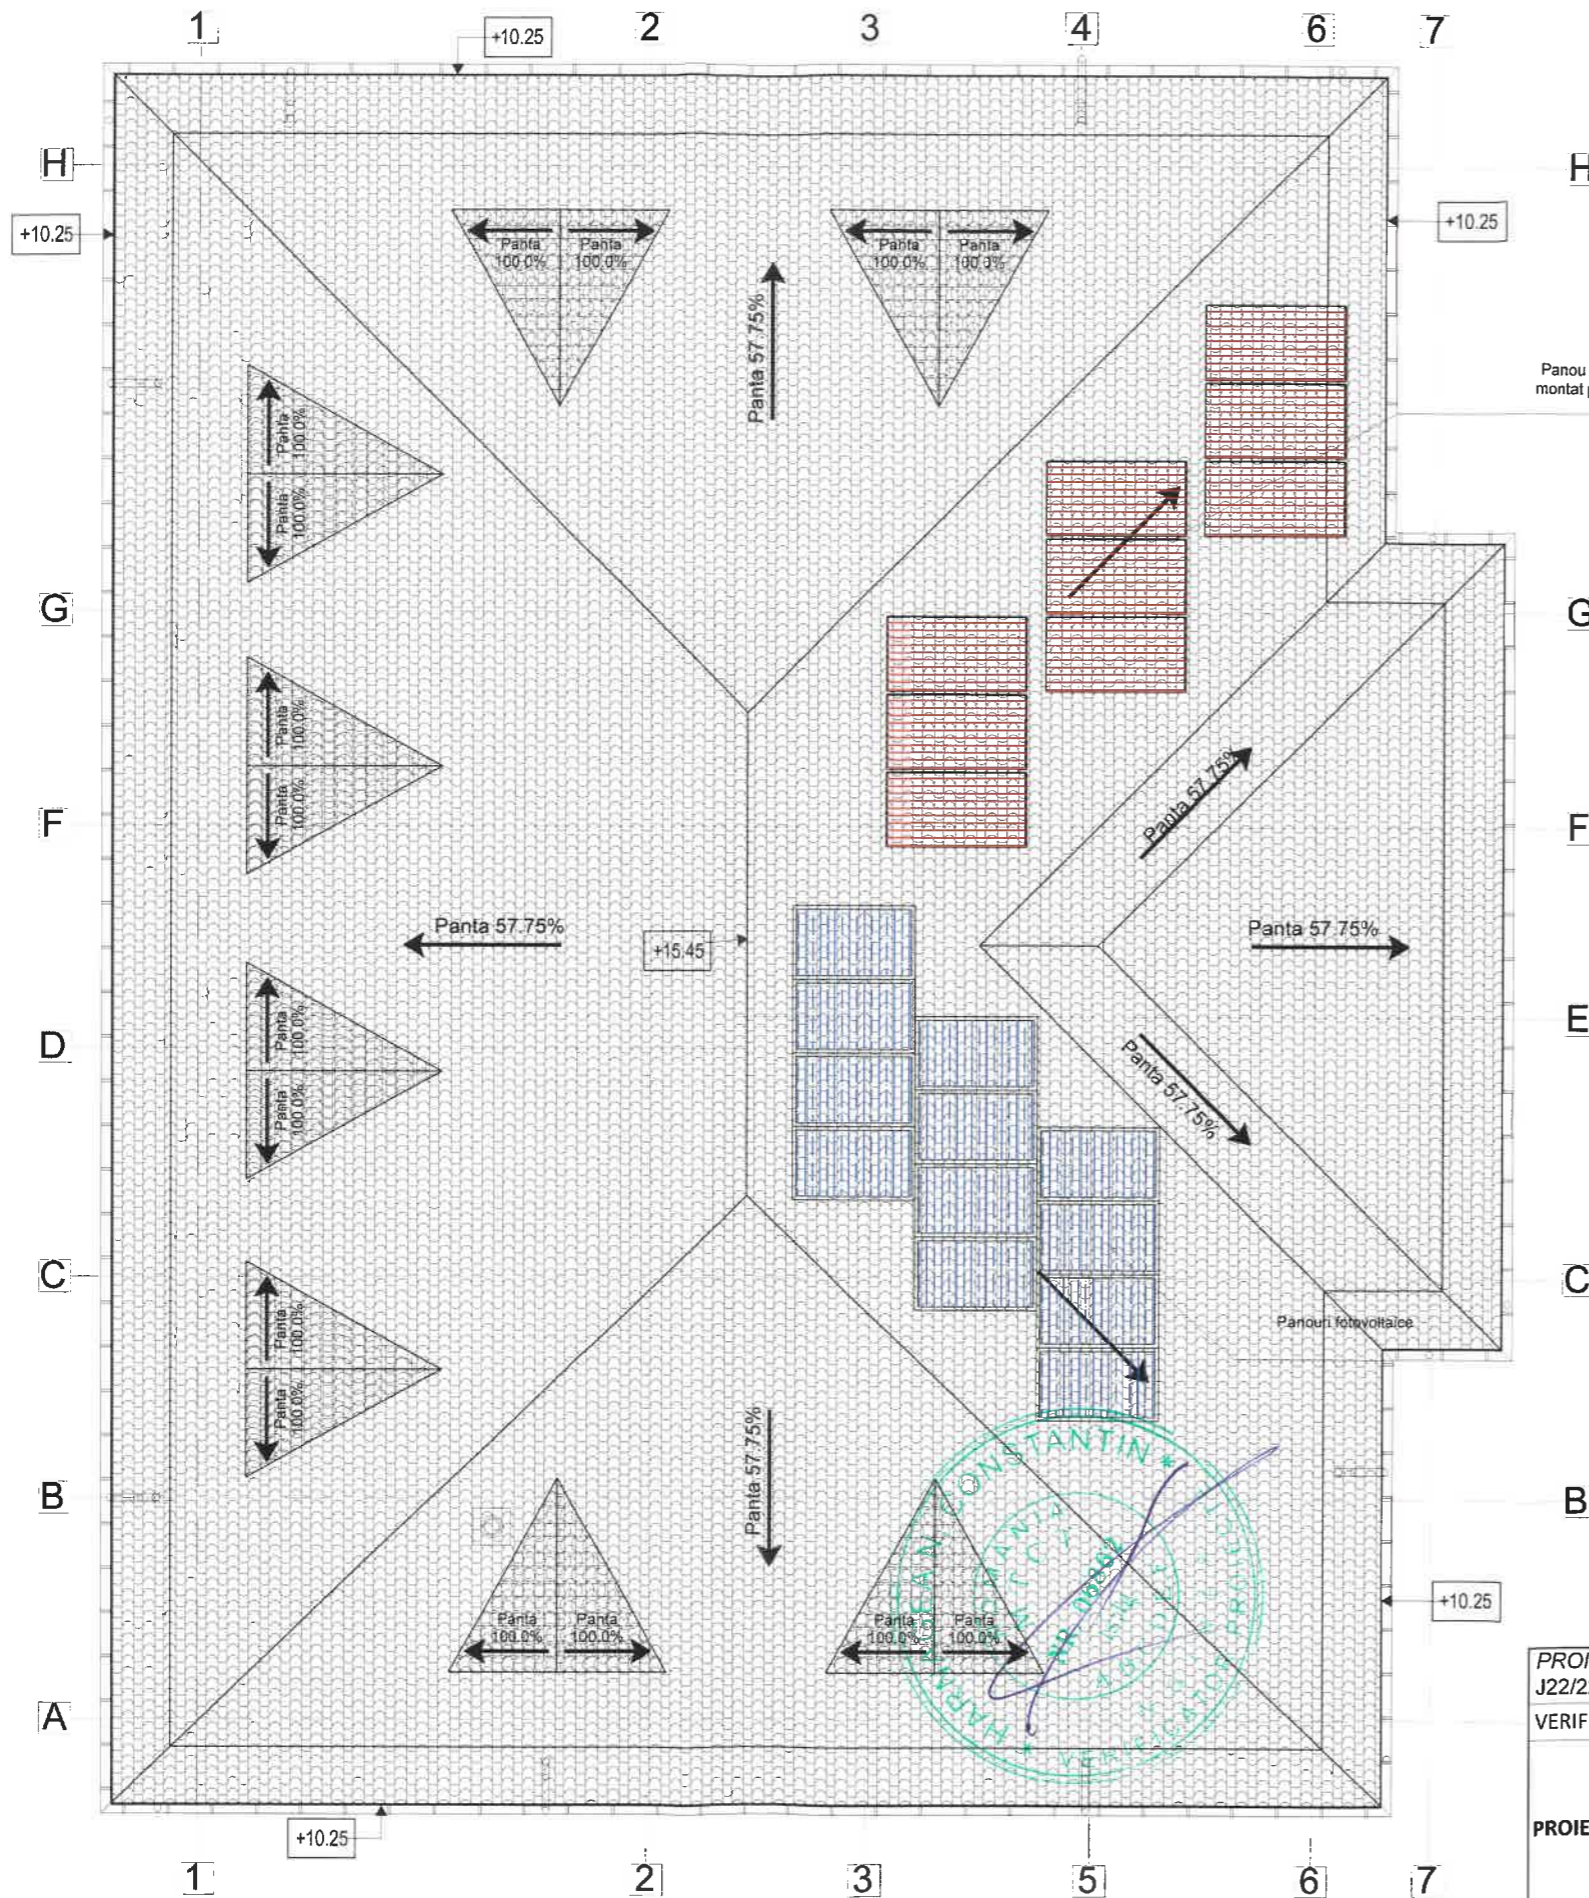 1 2 3 4 6 7
+10.25
H H
+10.25 +10.25
Panta 100.0% Panta 100.0% Panta 100.0% Panta 100.0%
Panta 57.75%
Panou
montat
Panta 100.0%
Panta 100.0%
G G
Panta 100.0%
Panta 100.0%
Panta 57.75%
F F
Panta 57.75%
+15.45
Panta 57.75%
D E
Panta 100.0%
Panta 100.0%
Panta 57.75%
C C
Panta 100.0%
Panta 100.0%
Panouri fotovoltaice
Panta 57.75%
B B
Panta 100.0% Panta 100.0% Panta 100.0% Panta 100.0%
CONSTANTIN *
NR 06862
* VERIFICATOR
+10.25
A
PROI
J22/2
VERIF
PROIE
+10.25
1 2 3 5 6 7